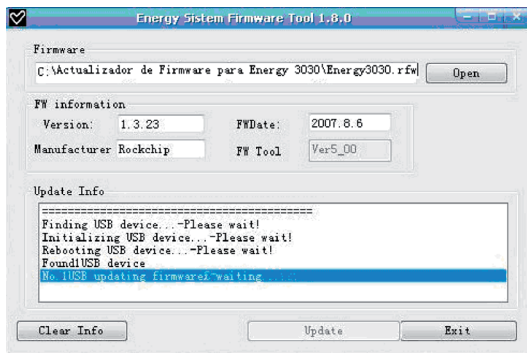 Energy Sistem Firmware Tool 1.8.0
Firmware
C:\Actualizador de Firmware para Energy 3030\Energy3030.rfw
Open
FW information
Version: 1.3.23 FWDate: 2007.8.6
Manufacturer Rockchip FW Tool Ver5_00
Update Info
==========================================
Finding USB device...-Please wait!
Initializing USB device...-Please wait!
Rebooting USB device...-Please wait!
Found1USB device
No.1USB updating firmware£¬waiting.....
Clear Info Update Exit